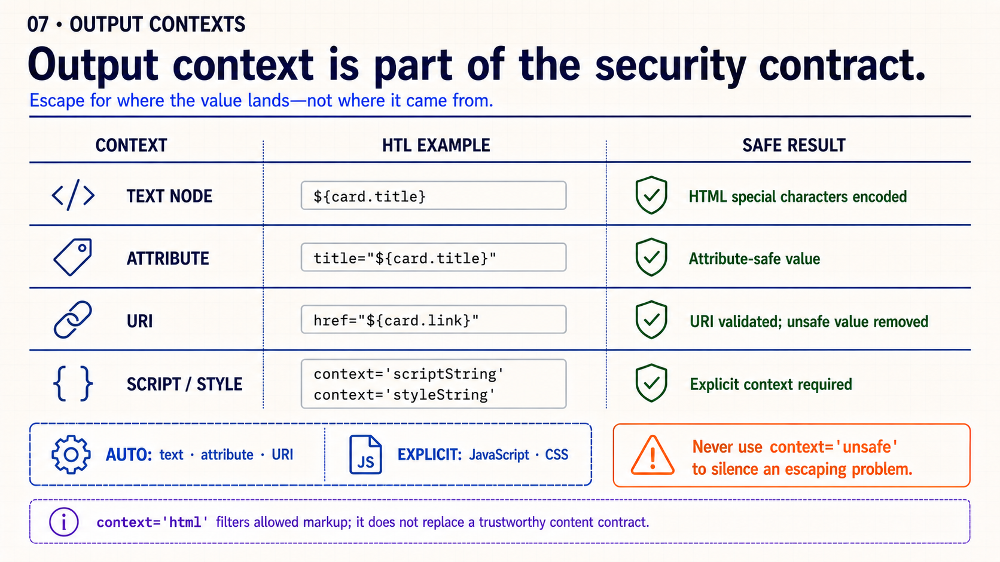 07 • OUTPUT CONTEXTS
Output context is part of the security contract.
Escape for where the value lands—not where it came from.
CONTEXT
HTL EXAMPLE
SAFE RESULT
TEXT NODE
${card.title}
HTML special characters encoded
ATTRIBUTE
title="${card.title}"
Attribute-safe value
URI
href="${card.link}"
URI validated; unsafe value removed
SCRIPT / STYLE
context='scriptString'
context='styleString'
Explicit context required
AUTO: text · attribute · URI
JS
EXPLICIT: JavaScript · CSS
Never use context='unsafe'
to silence an escaping problem.
context='html' filters allowed markup; it does not replace a trustworthy content contract.